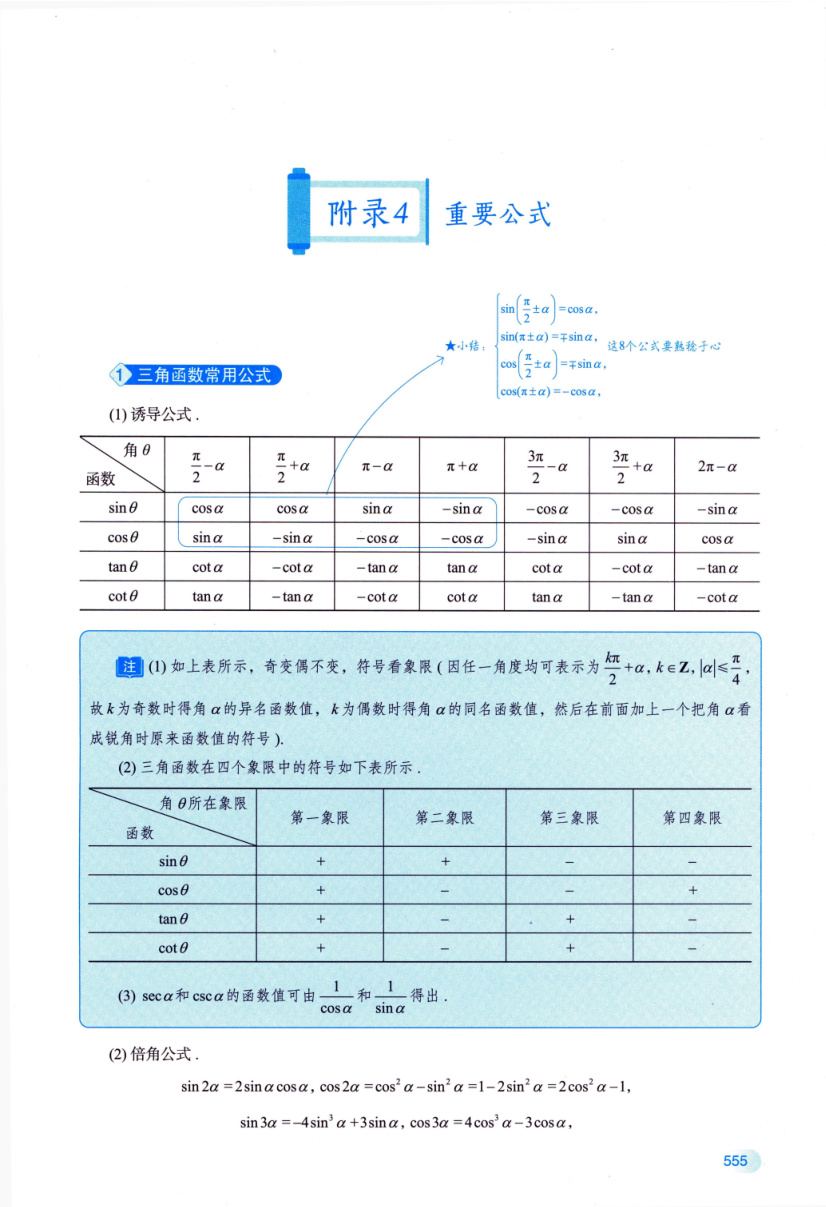 附录4 重要公式
★小结：
sin(π/2±α)=cosα,
sin(π±α)=∓sinα,
cos(π/2±α)=∓sinα,
cos(π±α)=-cosα,
这8个公式要熟稔于心
1 三角函数常用公式
(1) 诱导公式.
角θ
函数 π/2-α π/2+α π-α π+α 3π/2-α 3π/2+α 2π-α
sinθ cosα cosα sinα -sinα -cosα -cosα -sinα
cosθ sinα -sinα -cosα -cosα -sinα sinα cosα
tanθ cotα -cotα -tanα tanα cotα -cotα -tanα
cotθ tanα -tanα -cotα cotα tanα -tanα -cotα
注 (1) 如上表所示，奇变偶不变，符号看象限(因任一角度均可表示为 kπ/2+α, k∈Z, |α|≤π/4,
故k为奇数时得角α的异名函数值，k为偶数时得角α的同名函数值，然后在前面加上一个把角α看
成锐角时原来函数值的符号).
(2) 三角函数在四个象限中的符号如下表所示.
角θ所在象限
函数 第一象限 第二象限 第三象限 第四象限
sinθ + + - -
cosθ + - - +
tanθ + - + -
cotθ + - + -
(3) secα和cscα的函数值可由 1/cosα 和 1/sinα 得出.
(2) 倍角公式.
sin2α=2sinαcosα, cos2α=cos²α-sin²α=1-2sin²α=2cos²α-1,
sin3α=-4sin³α+3sinα, cos3α=4cos³α-3cosα,
555